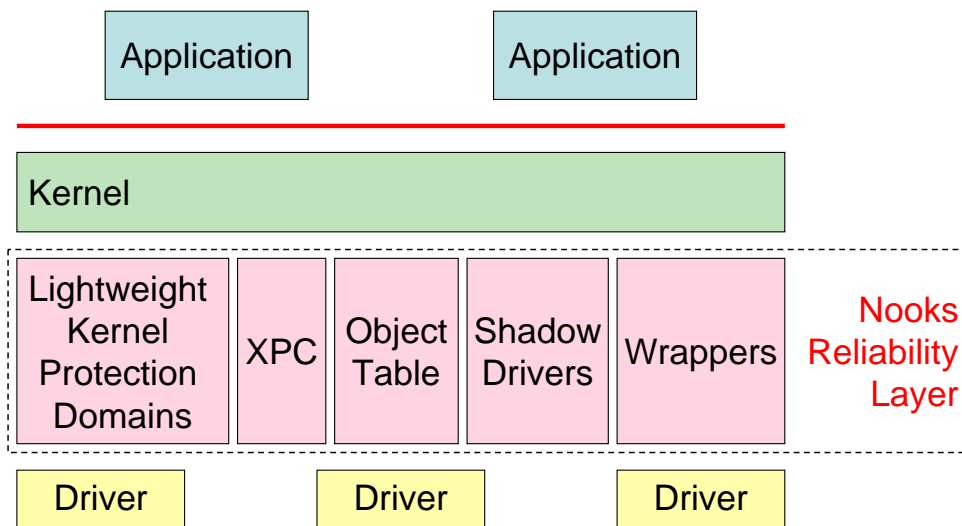 Application
Application
Kernel
Lightweight
Kernel
Protection
Domains
XPC
Object
Table
Shadow
Drivers
Wrappers
Nooks
Reliability
Layer
Driver
Driver
Driver